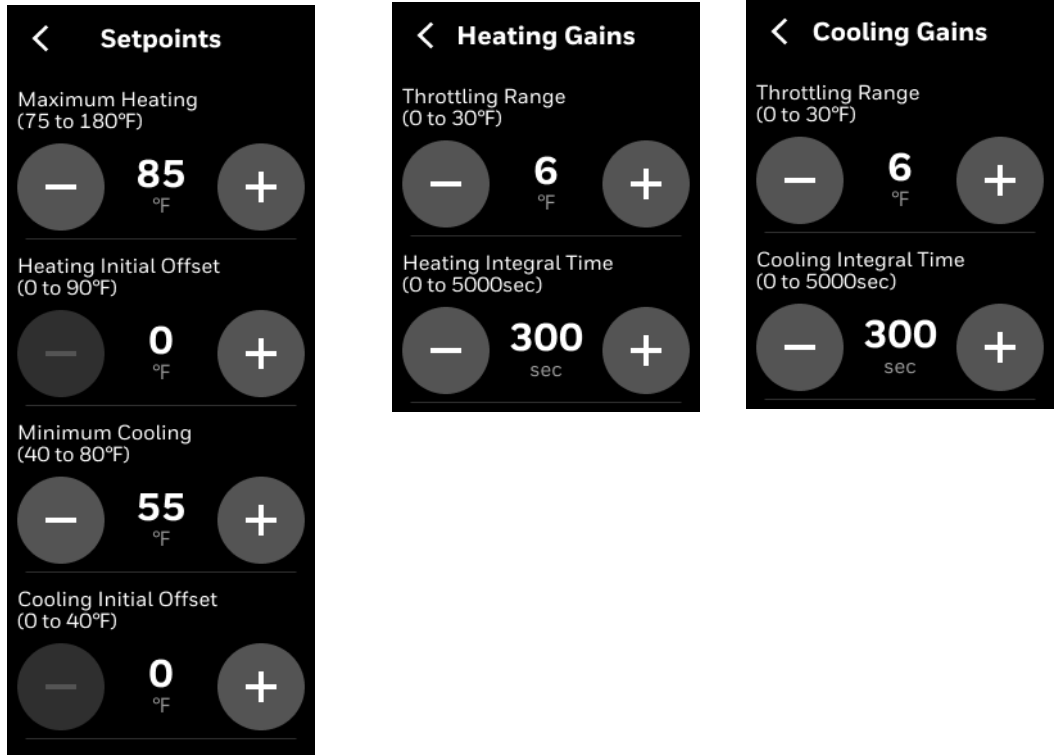 Setpoints
Maximum Heating
(75 to 180°F)
85
°F
Heating Initial Offset
(0 to 90°F)
0
°F
Minimum Cooling
(40 to 80°F)
55
°F
Cooling Initial Offset
(0 to 40°F)
0
°F
Heating Gains
Throttling Range
(0 to 30°F)
6
°F
Heating Integral Time
(0 to 5000sec)
300
sec
Cooling Gains
Throttling Range
(0 to 30°F)
6
°F
Cooling Integral Time
(0 to 5000sec)
300
sec